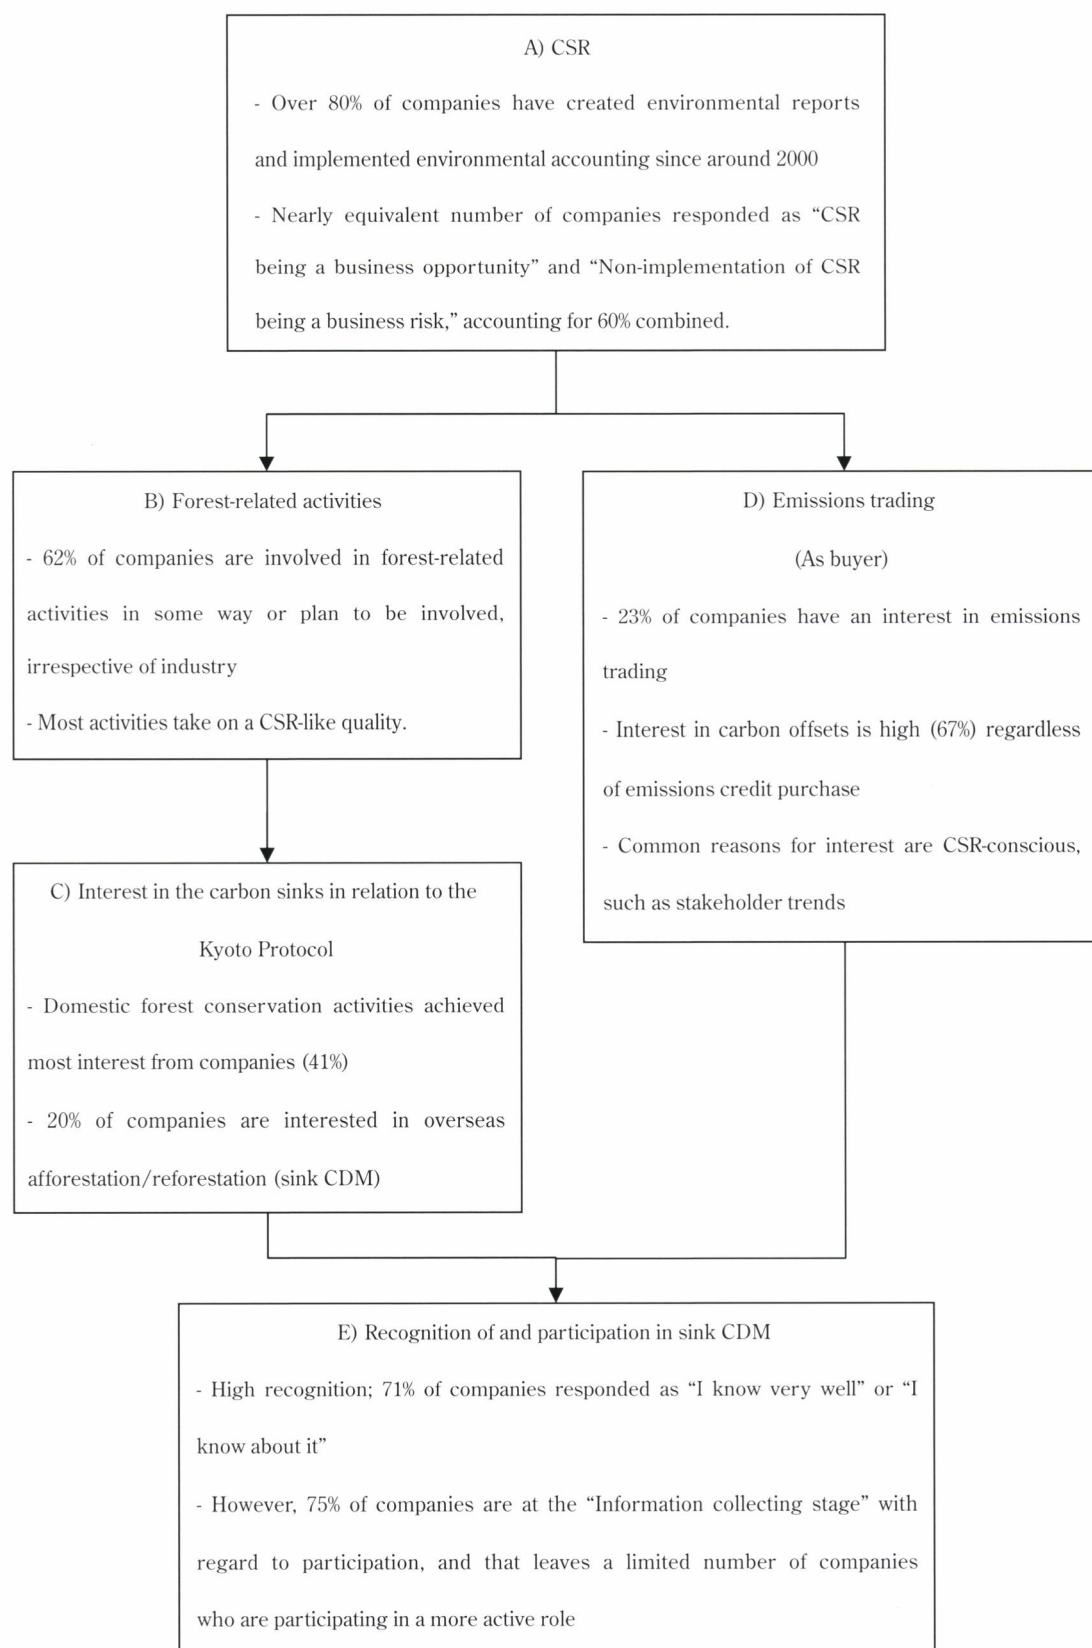 A) CSR
- Over 80% of companies have created environmental reports
and implemented environmental accounting since around 2000
- Nearly equivalent number of companies responded as “CSR
being a business opportunity” and “Non-implementation of CSR
being a business risk,” accounting for 60% combined.
B) Forest-related activities
- 62% of companies are involved in forest-related
activities in some way or plan to be involved,
irrespective of industry
- Most activities take on a CSR-like quality.
D) Emissions trading
(As buyer)
- 23% of companies have an interest in emissions
trading
- Interest in carbon offsets is high (67%) regardless
of emissions credit purchase
- Common reasons for interest are CSR-conscious,
such as stakeholder trends
C) Interest in the carbon sinks in relation to the
Kyoto Protocol
- Domestic forest conservation activities achieved
most interest from companies (41%)
- 20% of companies are interested in overseas
afforestation/reforestation (sink CDM)
E) Recognition of and participation in sink CDM
- High recognition; 71% of companies responded as “I know very well” or “I
know about it”
- However, 75% of companies are at the “Information collecting stage” with
regard to participation, and that leaves a limited number of companies
who are participating in a more active role